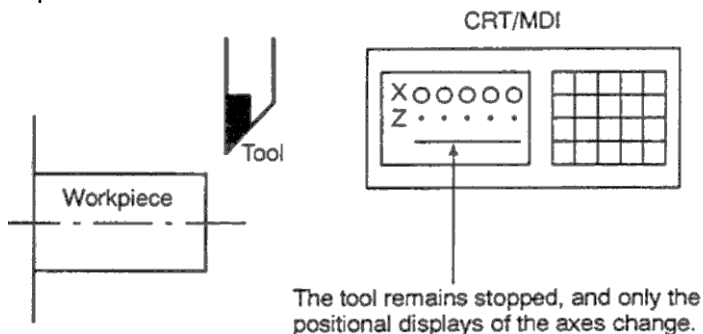 CRT/MDI
X
Z
Tool
Workpiece
The tool remains stopped, and only the
positional displays of the axes change.